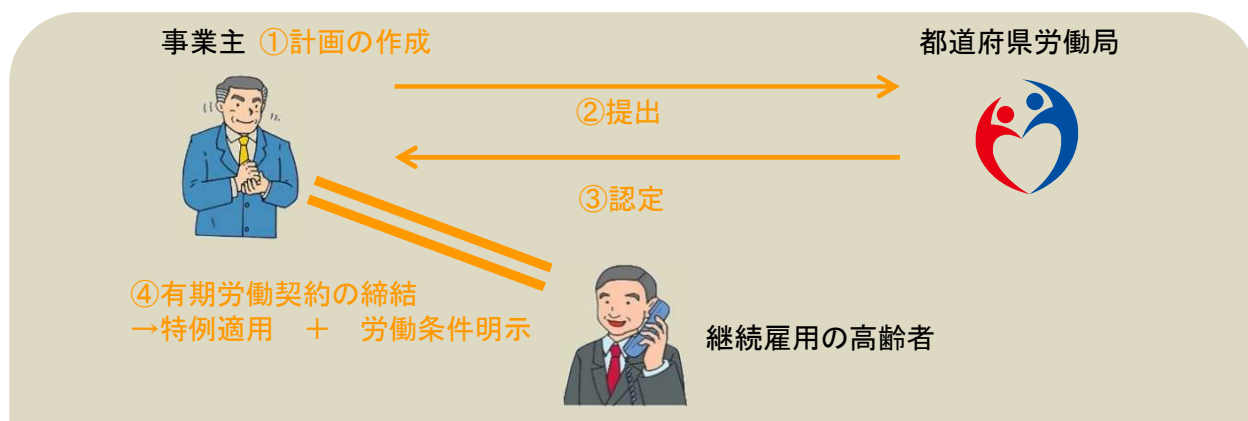 事業主 ①計画の作成
都道府県労働局
②提出
③認定
④有期労働契約の締結
→特例適用　＋　労働条件明示
継続雇用の高齢者